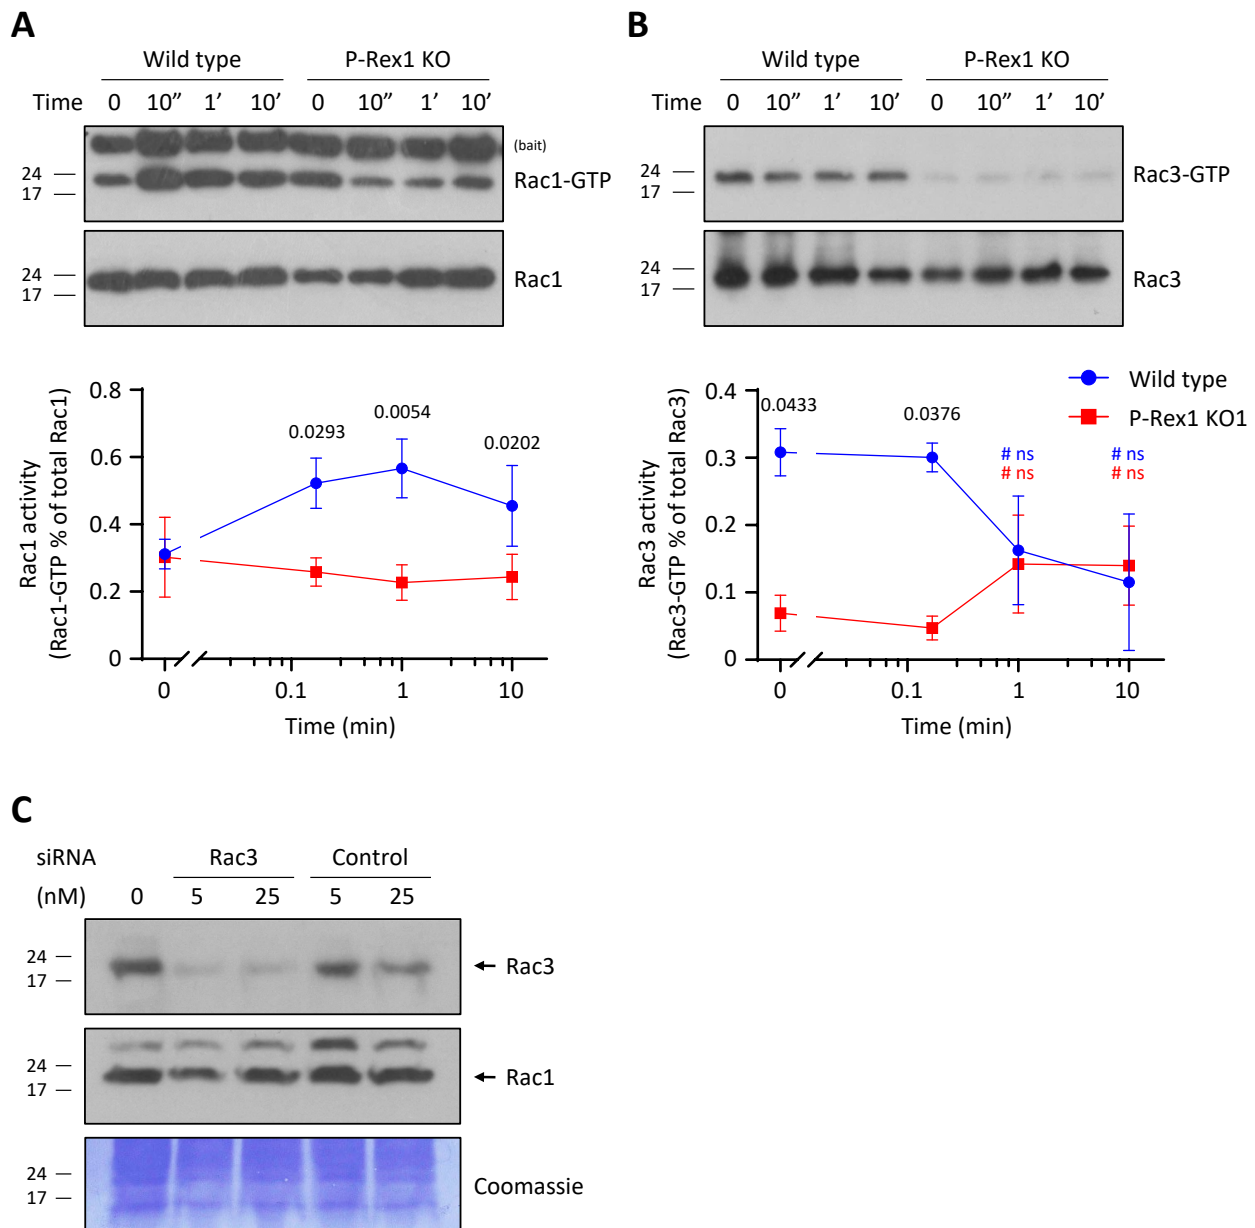 A
Wild type P-Rex1 KO
Time 0 10” 1’ 10’ 0 10” 1’ 10’
(bait)
24
Rac1-GTP
17
24
Rac1
17
0.8
0.6
0.4
0.2
0
Rac1 activity
(Rac1-GTP % of total Rac1)
0.0293
0.0054
0.0202
0 0.1 1 10
Time (min)
B
Wild type P-Rex1 KO
Time 0 10” 1’ 10’ 0 10” 1’ 10’
24
Rac3-GTP
17
24
Rac3
17
Wild type
P-Rex1 KO1
0.4
0.3
0.2
0.1
0
Rac3 activity
(Rac3-GTP % of total Rac3)
0.0433
0.0376
# ns # ns
# ns # ns
0 0.1 1 10
Time (min)
C
siRNA Rac3 Control
(nM) 0 5 25 5 25
24
Rac3
17
24
Rac1
17
24
Coomassie
17